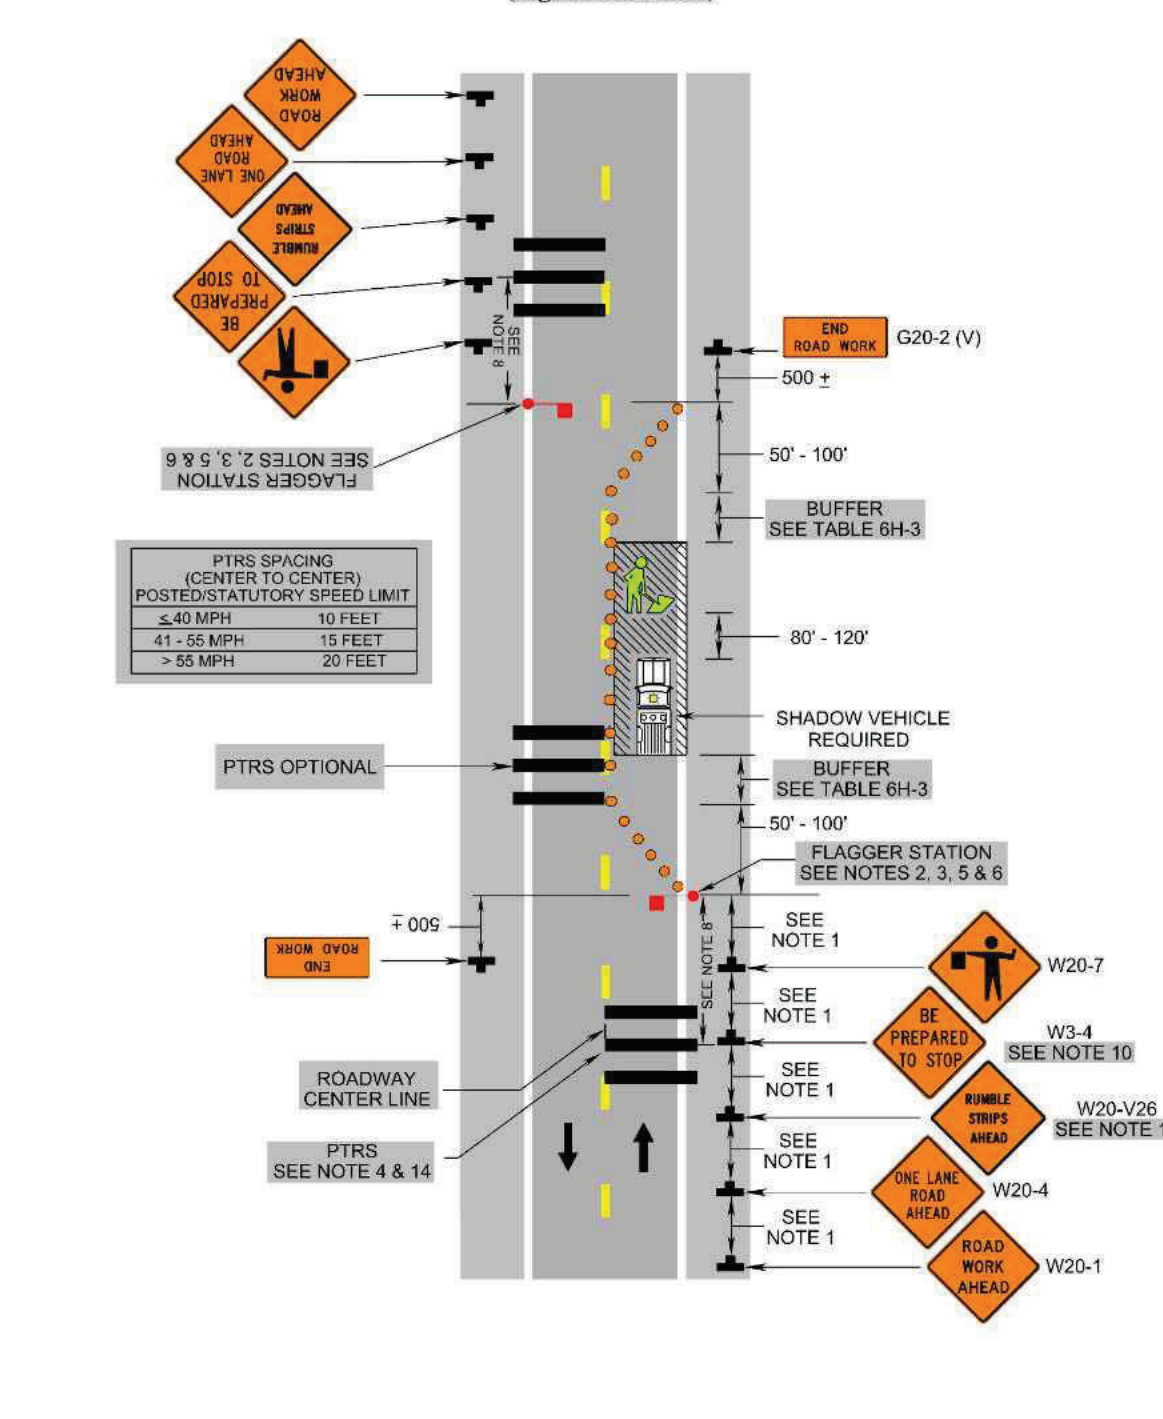 ROAD
WORK
AHEAD
ONE LANE
ROAD
AHEAD
RUMBLE
STRIPS
AHEAD
BE
PREPARED
TO STOP
SEE
NOTE 8
FLAGGER STATION
SEE NOTES 2, 3, 5 & 6
END
ROAD WORK
G20-2 (V)
500 ±
50' - 100'
BUFFER
SEE TABLE 6H-3
PTRS SPACING
(CENTER TO CENTER)
POSTED/STATUTORY SPEED LIMIT
≤40 MPH 10 FEET
41 - 55 MPH 15 FEET
> 55 MPH 20 FEET
80' - 120'
SHADOW VEHICLE
REQUIRED
PTRS OPTIONAL
BUFFER
SEE TABLE 6H-3
50' - 100'
FLAGGER STATION
SEE NOTES 2, 3, 5 & 6
500 ±
END
ROAD WORK
SEE NOTE 8
SEE
NOTE 1
W20-7
SEE
NOTE 1
BE
PREPARED
TO STOP
W3-4
SEE NOTE 10
ROADWAY
CENTER LINE
SEE
NOTE 1
RUMBLE
STRIPS
AHEAD
W20-V26
SEE NOTE
PTRS
SEE NOTE 4 & 14
SEE
NOTE 1
ONE LANE
ROAD
AHEAD
W20-4
SEE
NOTE 1
ROAD
WORK
AHEAD
W20-1